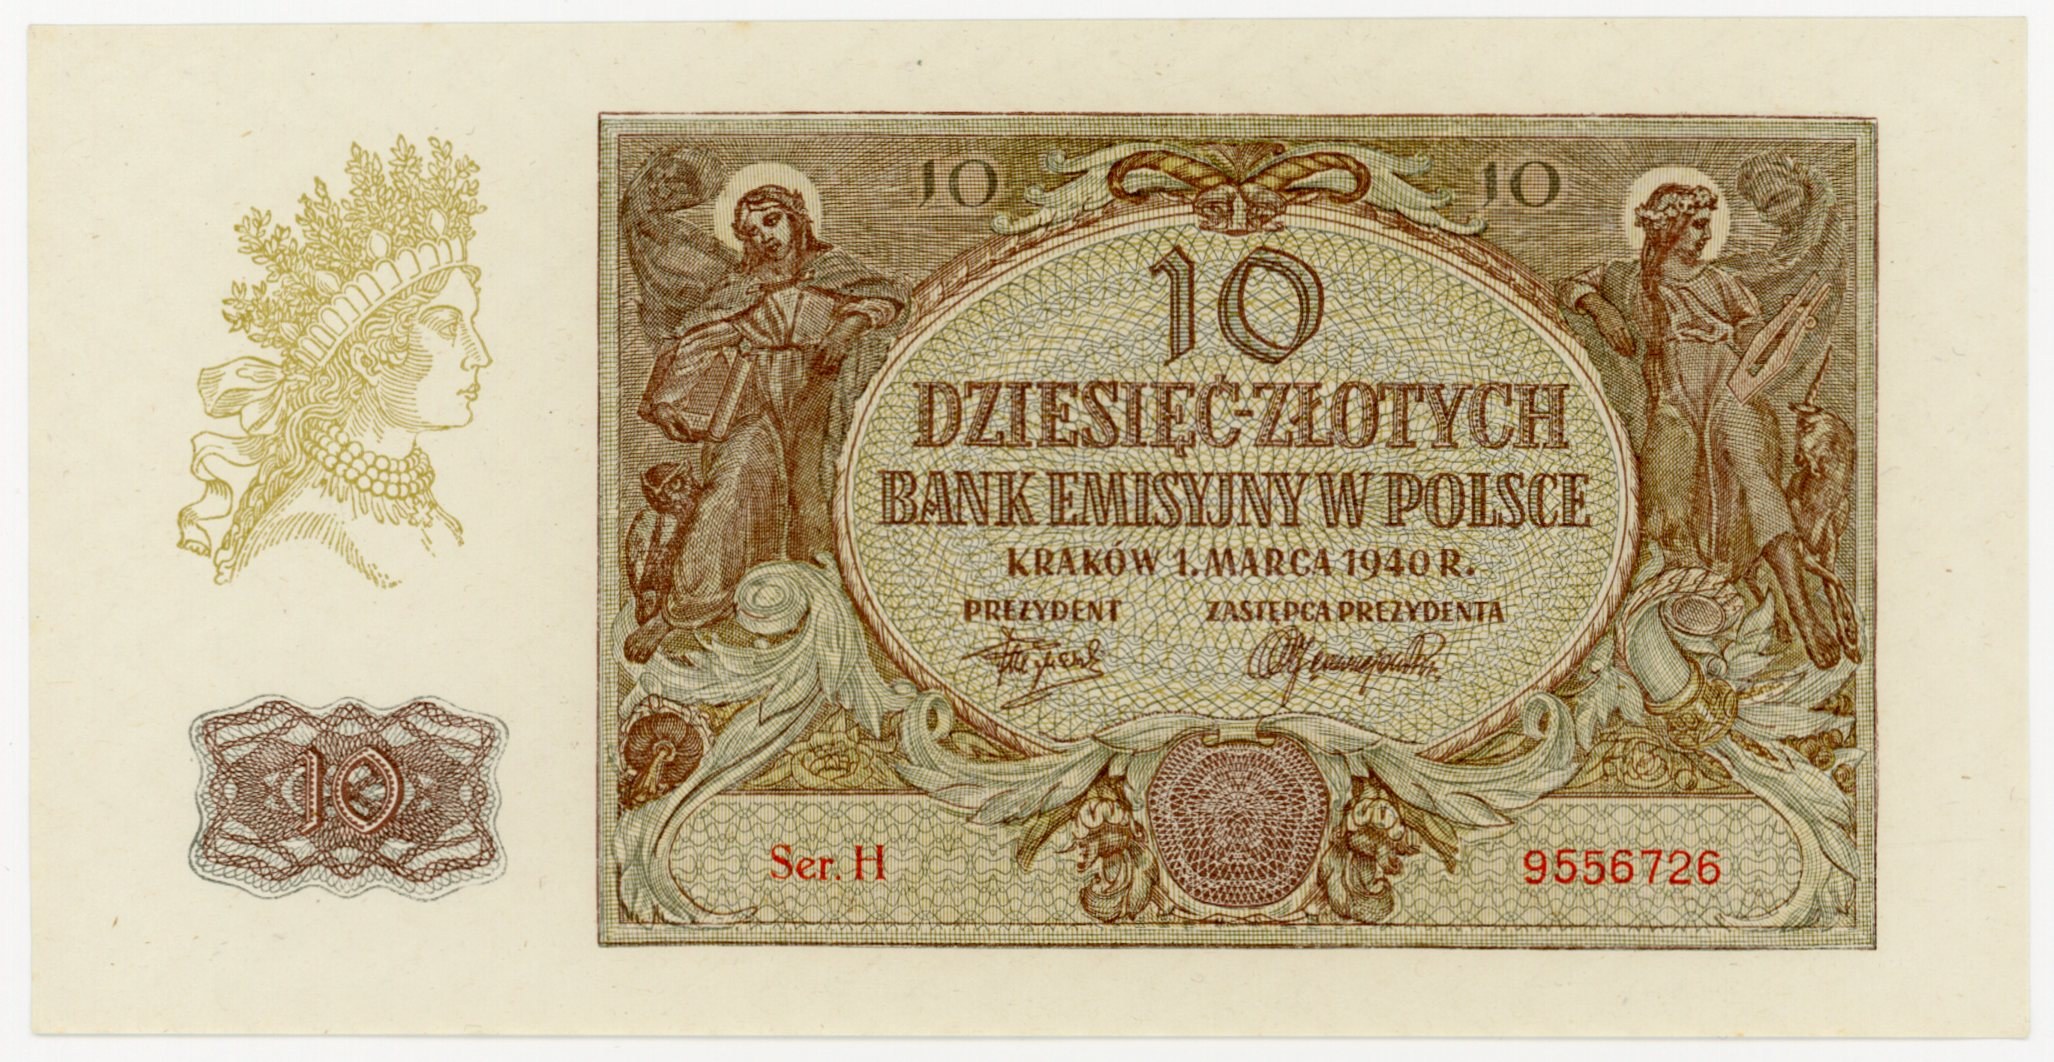 10 10
10
DZIESIĘĆ-ZŁOTYCH
BANK EMISYJNY W POLSCE
KRAKÓW 1. MARCA 1940 R.
PREZYDENT ZASTĘPCA PREZYDENTA
10
Ser. H 9556726